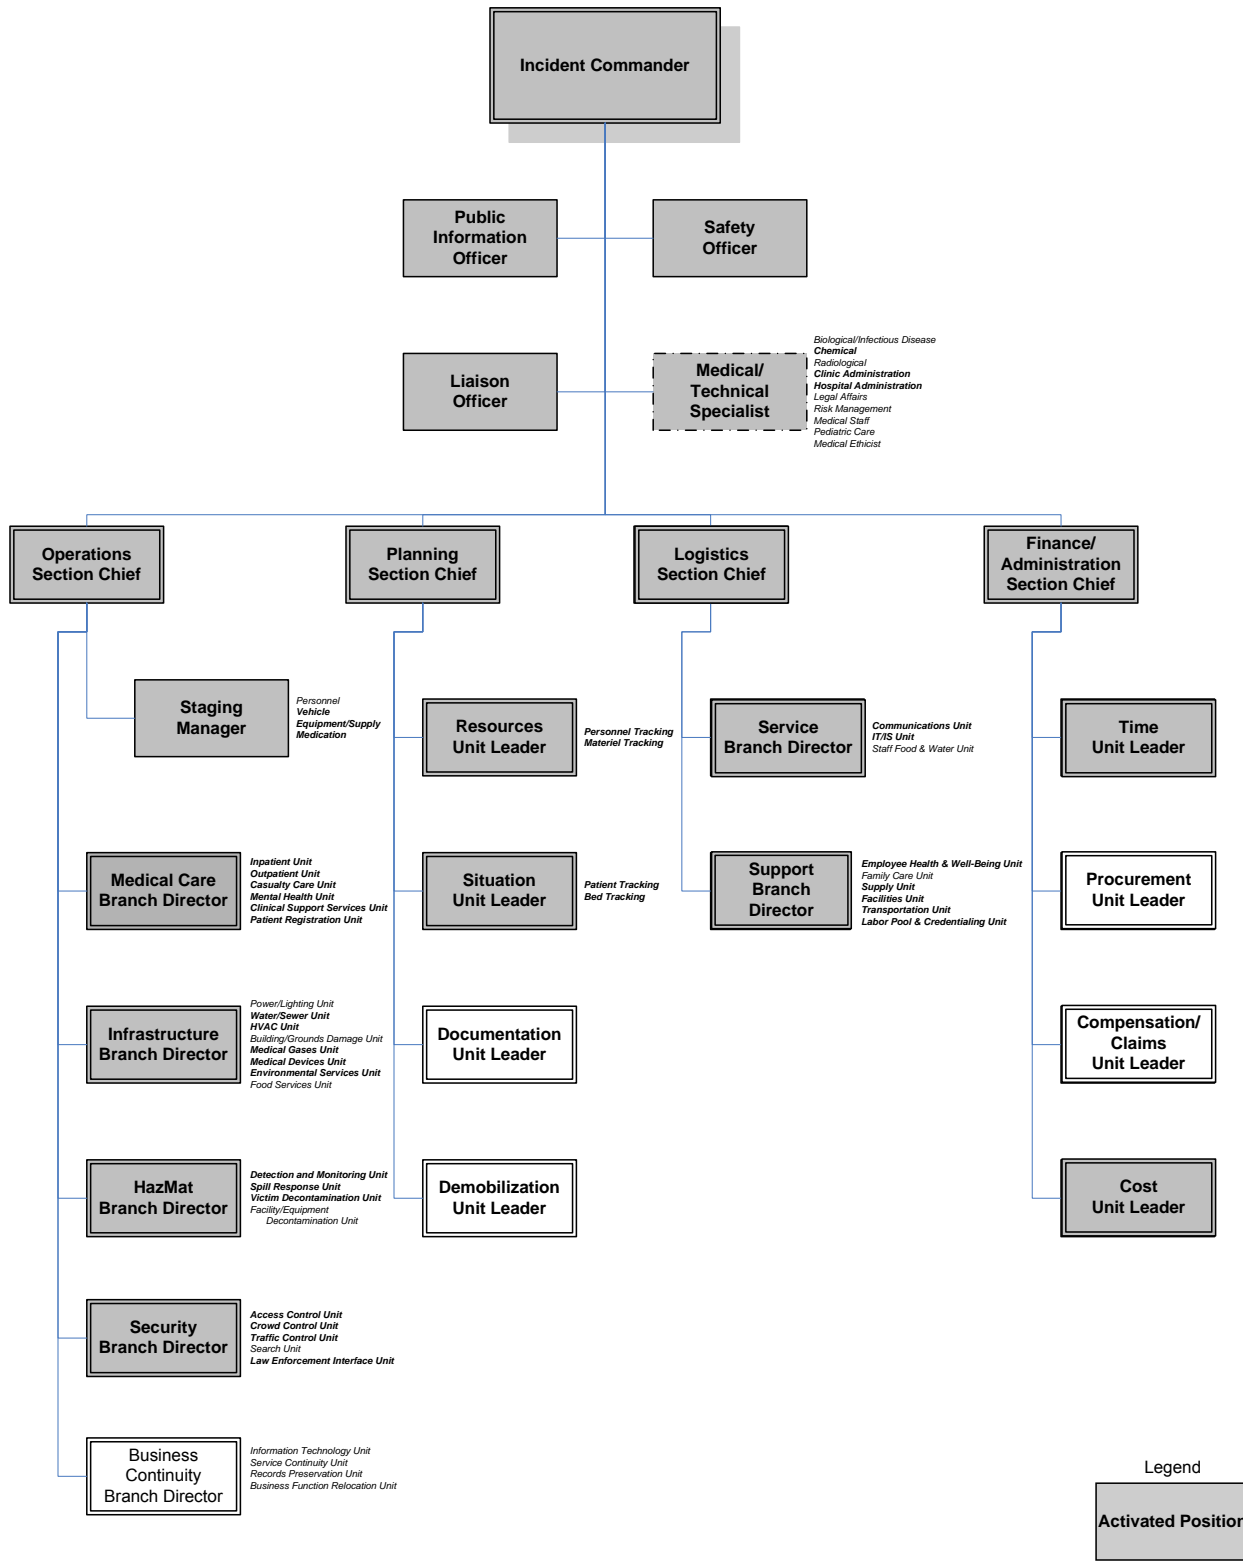 Incident Commander
Public
Information
Officer
Safety
Officer
Liaison
Officer
Medical/
Technical
Specialist
Biological/Infectious Disease
Chemical
Radiological
Clinic Administration
Hospital Administration
Legal Affairs
Risk Management
Medical Staff
Pediatric Care
Medical Ethicist
Operations
Section Chief
Planning
Section Chief
Logistics
Section Chief
Finance/
Administration
Section Chief
Staging
Manager
Personnel
Vehicle
Equipment/Supply
Medication
Resources
Unit Leader
Personnel Tracking
Materiel Tracking
Service
Branch Director
Communications Unit
IT/IS Unit
Staff Food & Water Unit
Time
Unit Leader
Medical Care
Branch Director
Inpatient Unit
Outpatient Unit
Casualty Care Unit
Mental Health Unit
Clinical Support Services Unit
Patient Registration Unit
Situation
Unit Leader
Patient Tracking
Bed Tracking
Support
Branch
Director
Employee Health & Well-Being Unit
Family Care Unit
Supply Unit
Facilities Unit
Transportation Unit
Labor Pool & Credentialing Unit
Procurement
Unit Leader
Infrastructure
Branch Director
Power/Lighting Unit
Water/Sewer Unit
HVAC Unit
Building/Grounds Damage Unit
Medical Gases Unit
Medical Devices Unit
Environmental Services Unit
Food Services Unit
Documentation
Unit Leader
Compensation/
Claims
Unit Leader
HazMat
Branch Director
Detection and Monitoring Unit
Spill Response Unit
Victim Decontamination Unit
Facility/Equipment
Decontamination Unit
Demobilization
Unit Leader
Cost
Unit Leader
Security
Branch Director
Access Control Unit
Crowd Control Unit
Traffic Control Unit
Search Unit
Law Enforcement Interface Unit
Business
Continuity
Branch Director
Information Technology Unit
Service Continuity Unit
Records Preservation Unit
Business Function Relocation Unit
Legend
Activated Position